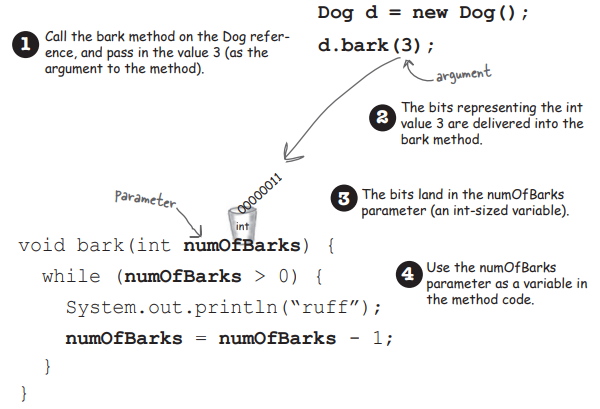 Dog d = new Dog();
d.bark(3);
1 Call the bark method on the Dog refer-
ence, and pass in the value 3 (as the
argument to the method).
argument
2 The bits representing the int
value 3 are delivered into the
bark method.
00000011
int
parameter
3 The bits land in the numOfBarks
parameter (an int-sized variable).
void bark(int numOfBarks) {
while (numOfBarks > 0) {
System.out.println(“ruff”);
numOfBarks = numOfBarks - 1;
}
}
4 Use the numOfBarks
parameter as a variable in
the method code.